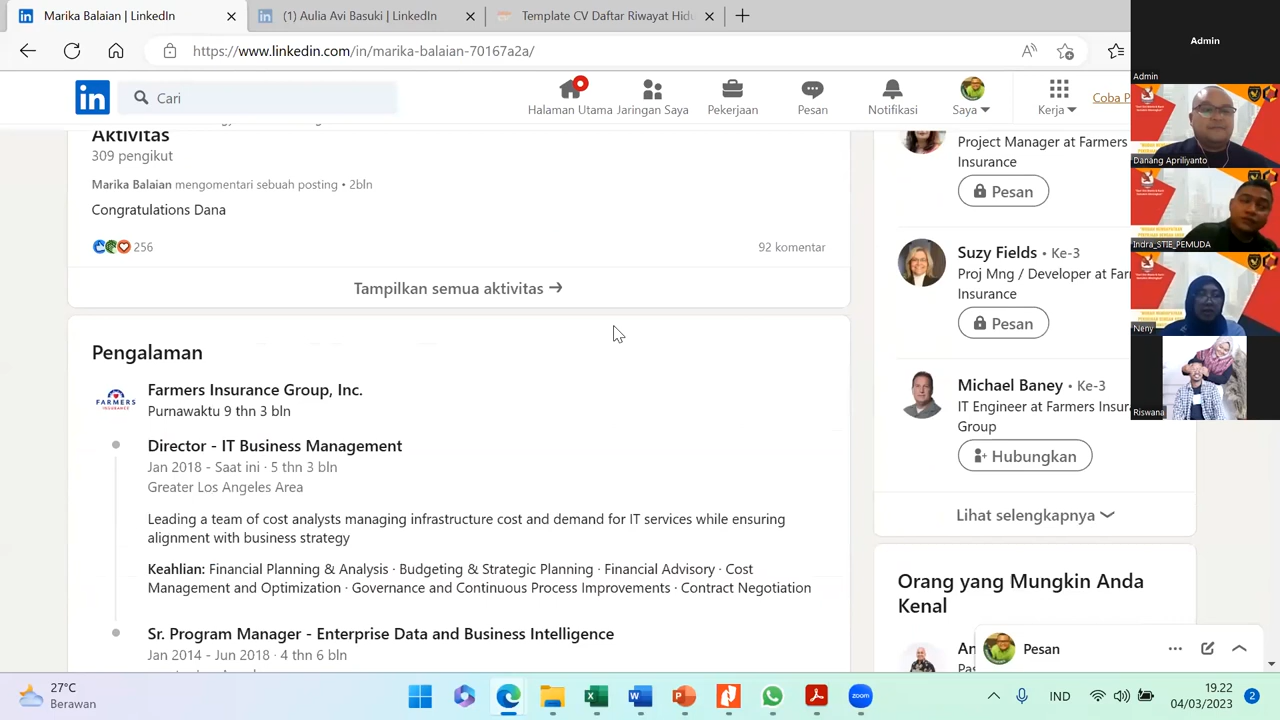 Marika Balaian | LinkedIn
(1) Aulia Avi Basuki | LinkedIn
Template CV Daftar Riwayat Hid
https://www.linkedin.com/in/marika-balaian-70167a2a/
in
Cari
Halaman Utama
Jaringan Saya
Pekerjaan
Pesan
Notifikasi
Saya
Kerja
Coba P
Aktivitas
309 pengikut
Marika Balaian mengomentari sebuah posting • 2bln
Congratulations Dana
256
92 komentar
Tampilkan semua aktivitas →
Pengalaman
FARMERS
INSURANCE
Farmers Insurance Group, Inc.
Purnawaktu 9 thn 3 bln
Director - IT Business Management
Jan 2018 - Saat ini · 5 thn 3 bln
Greater Los Angeles Area
Leading a team of cost analysts managing infrastructure cost and demand for IT services while ensuring
alignment with business strategy
Keahlian: Financial Planning & Analysis · Budgeting & Strategic Planning · Financial Advisory · Cost
Management and Optimization · Governance and Continuous Process Improvements · Contract Negotiation
Sr. Program Manager - Enterprise Data and Business Intelligence
Jan 2014 - Jun 2018 · 4 thn 6 bln
Project Manager at Farmers
Insurance
Pesan
Suzy Fields • Ke-3
Proj Mng / Developer at Far
Insurance
Pesan
Michael Baney • Ke-3
IT Engineer at Farmers Insur
Group
Hubungkan
Lihat selengkapnya
Orang yang Mungkin Anda
Kenal
An
Pas
Pesan
Admin
Admin
Danang Apriliyanto
Indra_STIE_PEMUDA
Neny
Riswana
27°C
Berawan
zoom
IND
19.22
04/03/2023
2